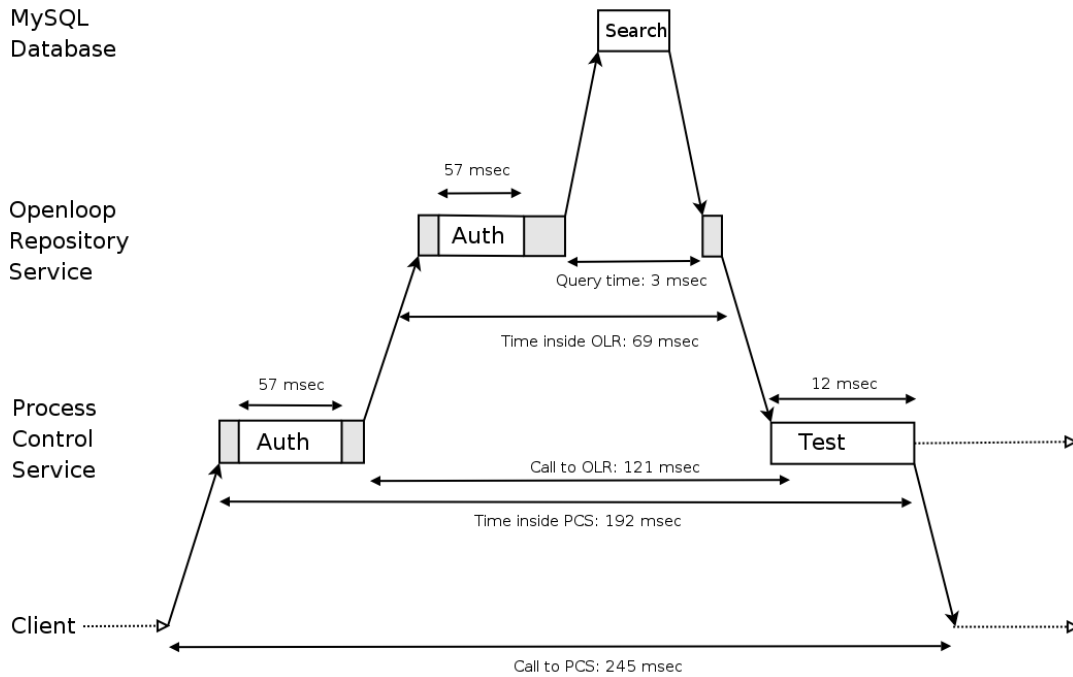 MySQL
Database
Search
57 msec
Openloop
Repository
Service
Auth
Query time: 3 msec
Time inside OLR: 69 msec
57 msec
12 msec
Process
Control
Service
Auth
Test
Call to OLR: 121 msec
Time inside PCS: 192 msec
Client
Call to PCS: 245 msec